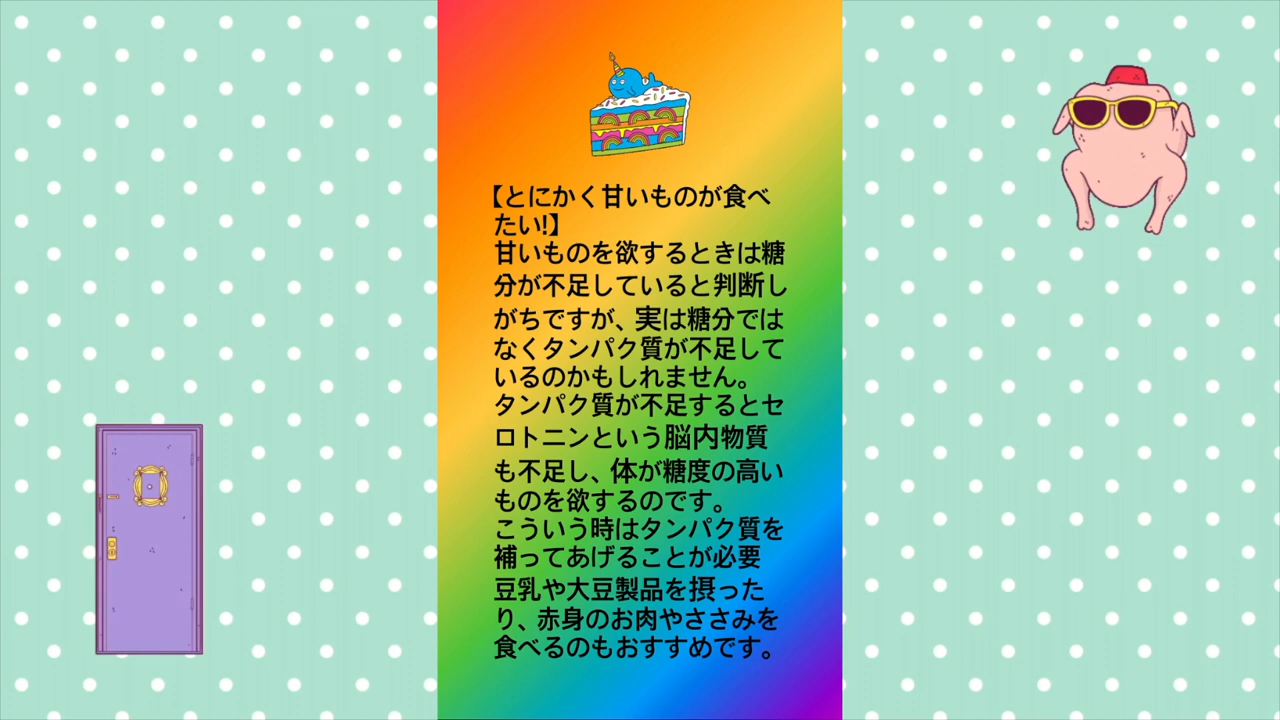 【とにかく甘いものが食べ
たい!】
甘いものを欲するときは糖
分が不足していると判断し
がちですが、実は糖分では
なくタンパク質が不足して
いるのかもしれません。
タンパク質が不足するとセ
ロトニンという脳内物質
も不足し、体が糖度の高い
ものを欲するのです。
こういう時はタンパク質を
補ってあげることが必要
豆乳や大豆製品を摂った
り、赤身のお肉やささみを
食べるのもおすすめです。